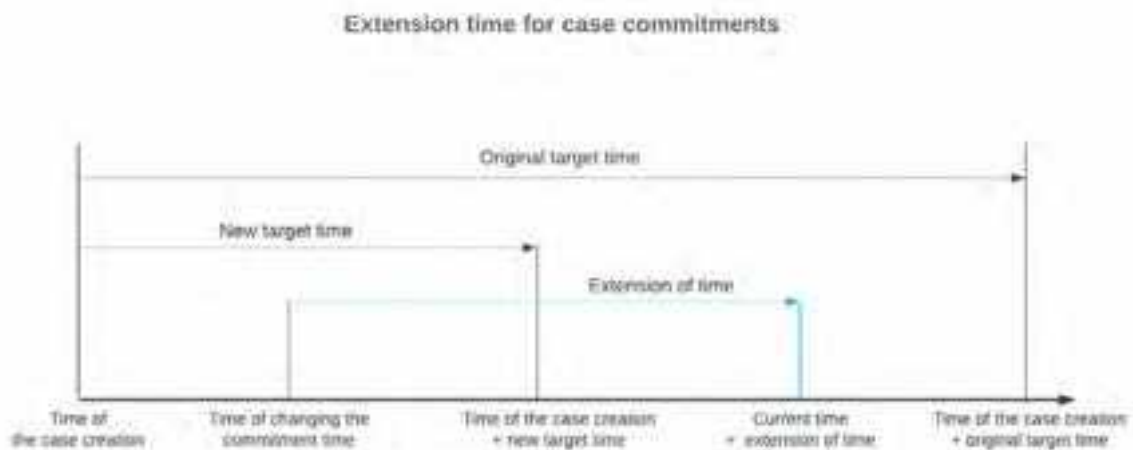 Extension time for case commitments
Original target time
New target time
Extension of time
Time of
the case creation
Time of changing the
commitment time
Time of the case creation
+ new target time
Current time
+ extension of time
Time of the case creation
+ original target time